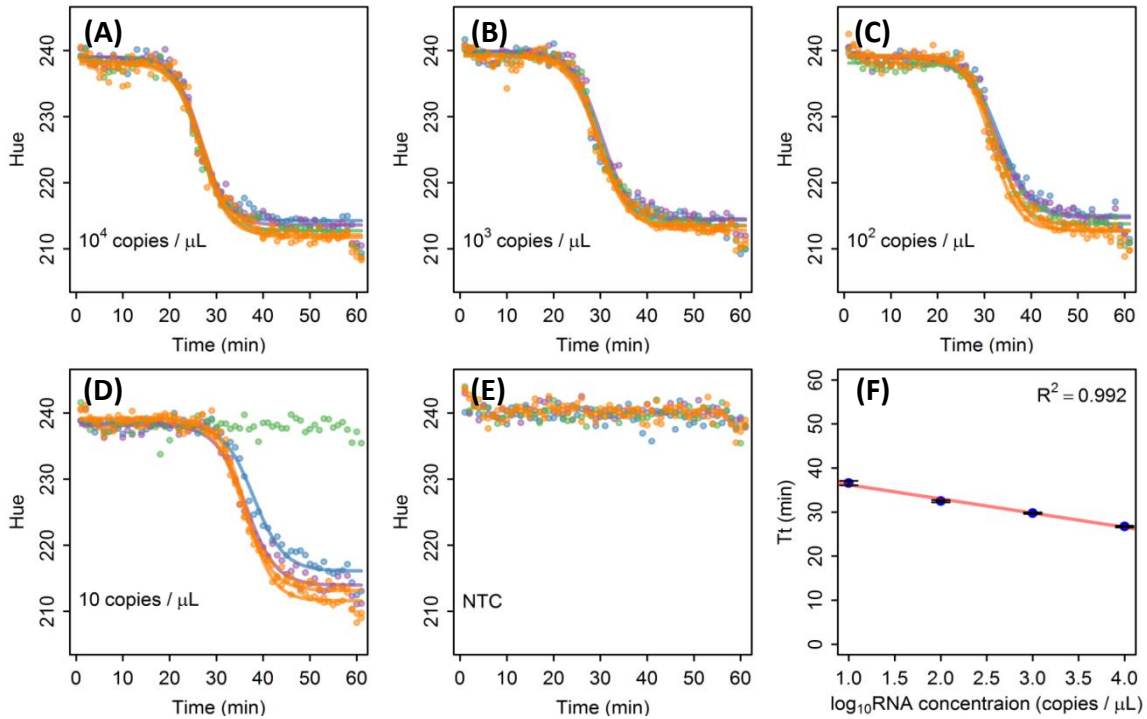 (A)
Hue
240
230
220
210
10⁴ copies / μL
0 10 20 30 40 50 60
Time (min)
(B)
Hue
240
230
220
210
10³ copies / μL
0 10 20 30 40 50 60
Time (min)
(C)
Hue
240
230
220
210
10² copies / μL
0 10 20 30 40 50 60
Time (min)
(D)
Hue
240
230
220
210
10 copies / μL
0 10 20 30 40 50 60
Time (min)
(E)
Hue
240
230
220
210
NTC
0 10 20 30 40 50 60
Time (min)
(F)
R² = 0.992
Tt (min)
60
50
40
30
20
10
0
1.0 1.5 2.0 2.5 3.0 3.5 4.0
log₁₀RNA concentraion (copies / μL)